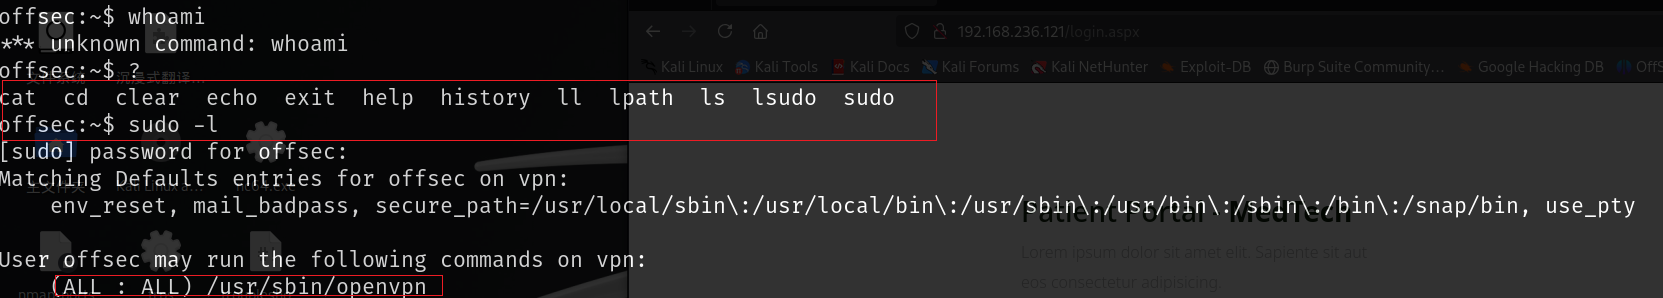 offsec:~$ whoami
*** unknown command: whoami
offsec:~$ ?
cat  cd  clear  echo  exit  help  history  ll  lpath  ls  lsudo  sudo
offsec:~$ sudo -l
[sudo] password for offsec:
Matching Defaults entries for offsec on vpn:
    env_reset, mail_badpass, secure_path=/usr/local/sbin\:/usr/local/bin\:/usr/sbin\:/usr/bin\:/sbin\:/bin\:/snap/bin, use_pty
User offsec may run the following commands on vpn:
    (ALL : ALL) /usr/sbin/openvpn
192.168.236.121/login.aspx
Kali Linux  Kali Tools  Kali Docs  Kali Forums  Kali NetHunter  Exploit-DB  Burp Suite Community…  Google Hacking DB  OffS
Patient Portal - MedTech
Lorem ipsum dolor sit amet elit. Sapiente sit aut
eos consectetur adipisicing.